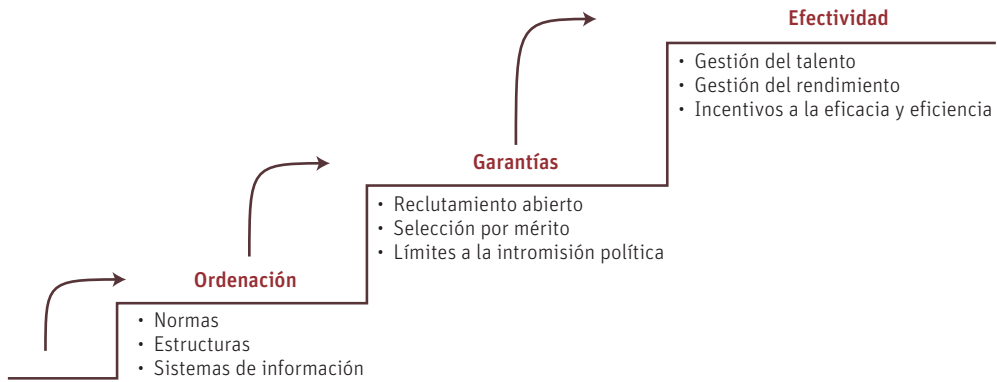 Efectividad
• Gestión del talento
• Gestión del rendimiento
• Incentivos a la eficacia y eficiencia
Garantías
• Reclutamiento abierto
• Selección por mérito
• Límites a la intromisión política
Ordenación
• Normas
• Estructuras
• Sistemas de información